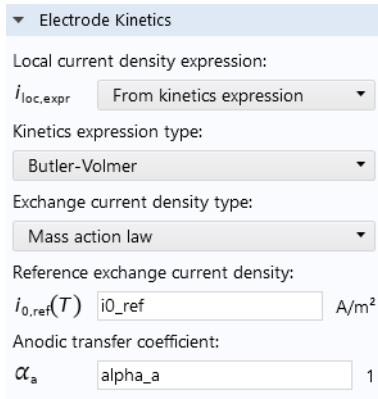 Electrode Kinetics
Local current density expression:
i loc,expr From kinetics expression
Kinetics expression type:
Butler-Volmer
Exchange current density type:
Mass action law
Reference exchange current density:
i0,ref(T) i0_ref A/m²
Anodic transfer coefficient:
αa alpha_a 1